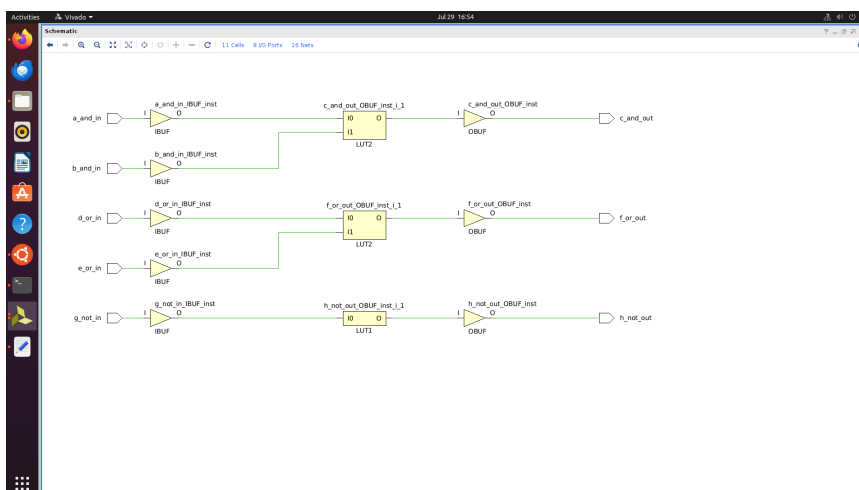 Activities Vivado Jul 29 16:54
Schematic
11 Cells 8 I/O Ports 16 Nets
a_and_in_IBUF_inst c_and_out_OBUF_inst_i_1 c_and_out_OBUF_inst
a_and_in I O I0 O I O c_and_out
IBUF I1 OBUF
LUT2
b_and_in_IBUF_inst
b_and_in I O
IBUF
d_or_in_IBUF_inst f_or_out_OBUF_inst_i_1 f_or_out_OBUF_inst
d_or_in I O I0 O I O f_or_out
IBUF I1 OBUF
LUT2
e_or_in_IBUF_inst
e_or_in I O
IBUF
g_not_in_IBUF_inst h_not_out_OBUF_inst_i_1 h_not_out_OBUF_inst
g_not_in I O I0 O I O h_not_out
IBUF LUT1 OBUF